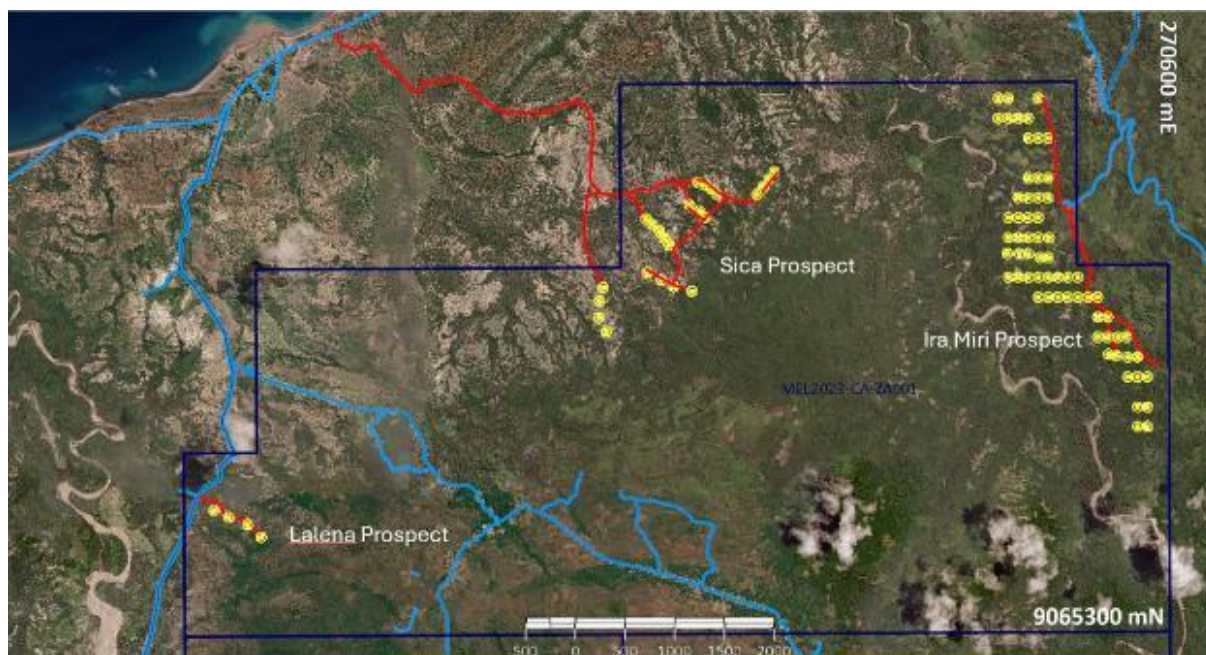 270600 mE
Sica Prospect
Ira Miri Prospect
MEL2023-CA-ZA001
Lalena Prospect
9065300 mN
500 0 500 1000 1500 2000